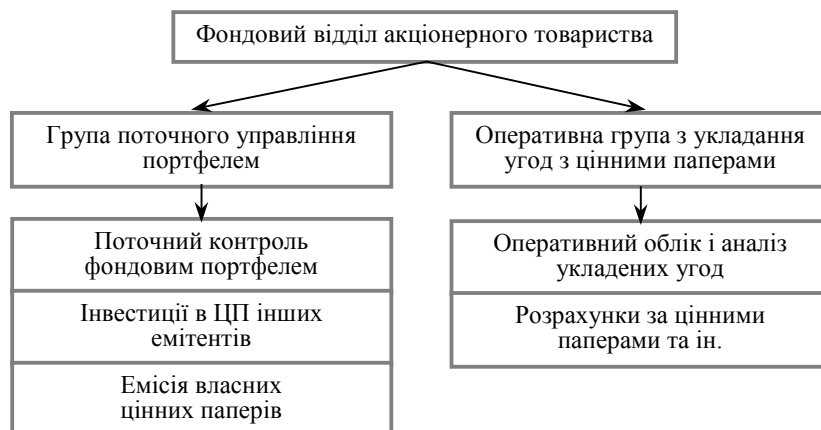 Фондовий відділ акціонерного товариства
Група поточного управління
портфелем
Оперативна група з укладання
угод з цінними паперами
Поточний контроль
фондовим портфелем
Інвестиції в ЦП інших
емітентів
Емісія власних
цінних паперів
Оперативний облік і аналіз
укладених угод
Розрахунки за цінними
паперами та ін.